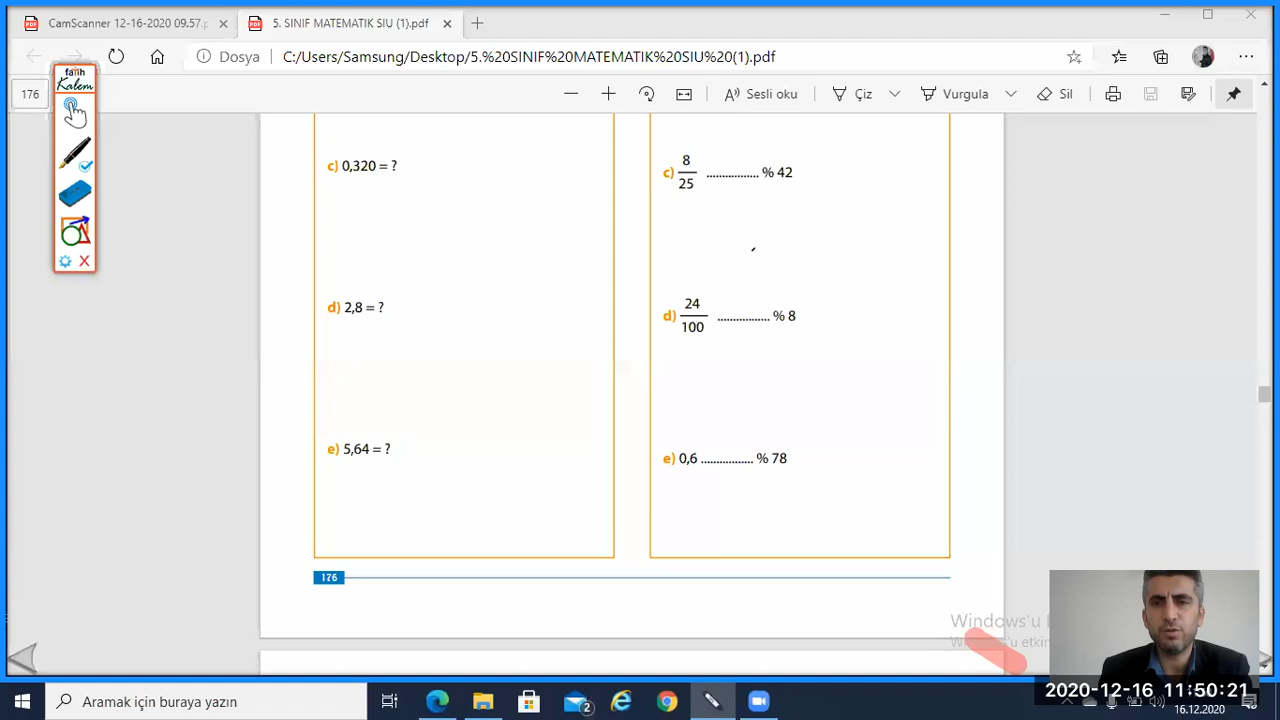 CamScanner 12-16-2020 09.57.p
5. SINIF MATEMATIK SIU (1).pdf
Dosya
C:/Users/Samsung/Desktop/5.%20SINIF%20MATEMATIK%20SIU%20(1).pdf
176
Sesli oku
Çiz
Vurgula
Sil
fatih
Kalem
c) 0,320 = ?
d) 2,8 = ?
e) 5,64 = ?
c) 8/25 ................. % 42
d) 24/100 ................. % 8
e) 0,6 ................. % 78
176
Windows'u
Windows'u etkin
2020-12-16 11:50:21
Aramak için buraya yazın
2
16.12.2020